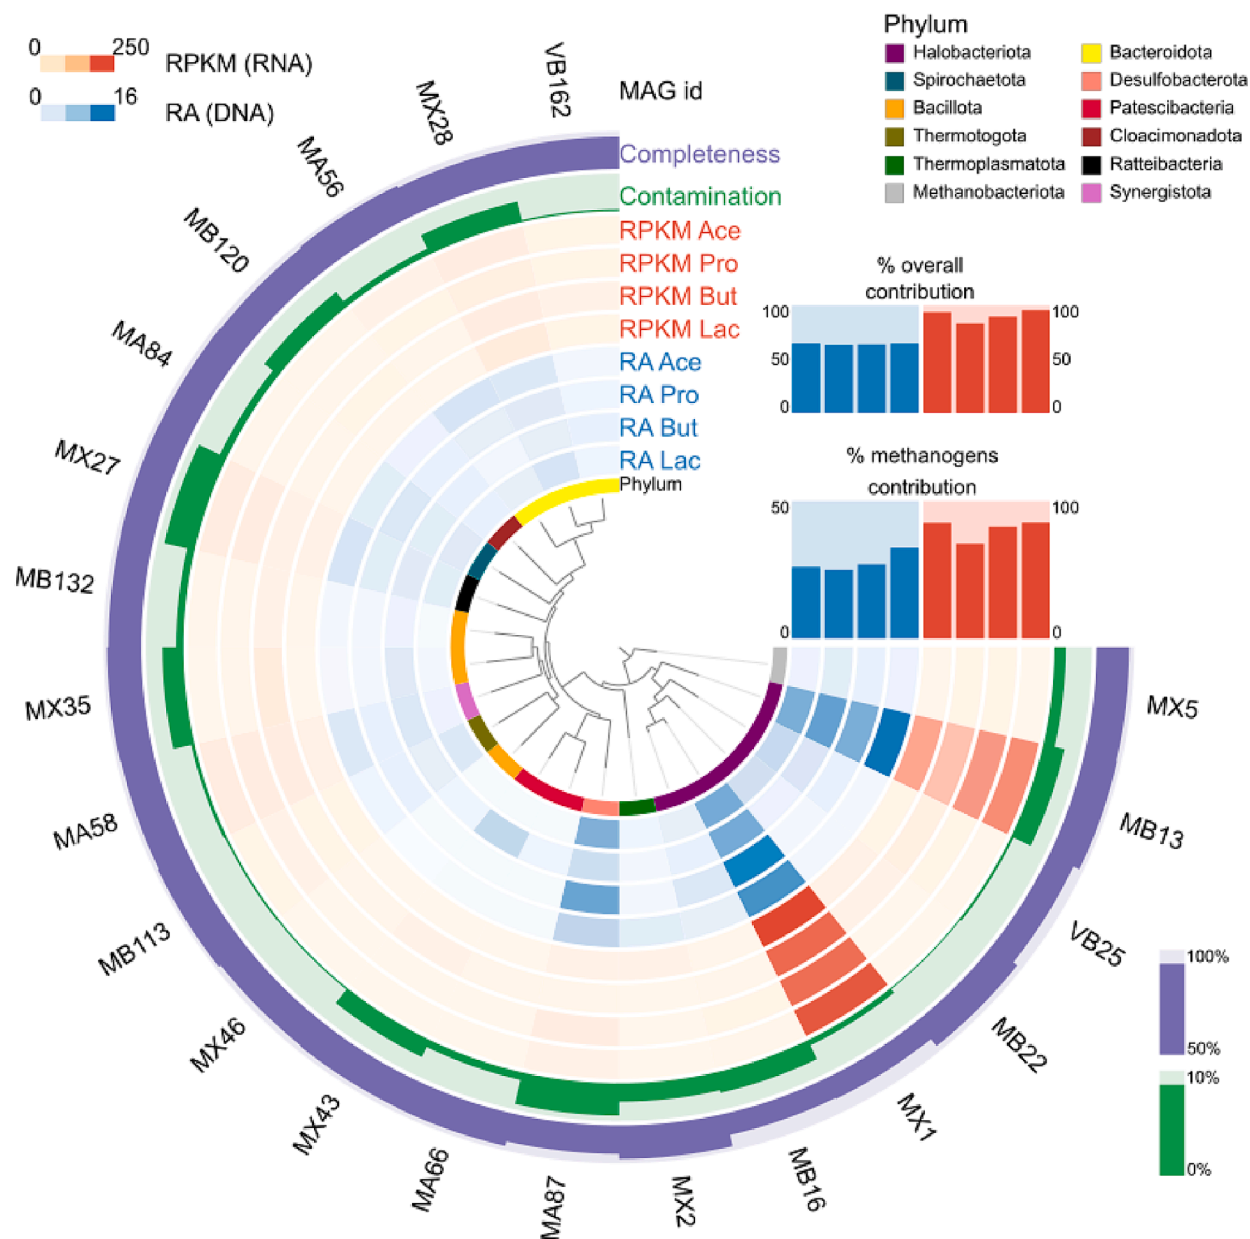 0 250 RPKM (RNA)
0 16 RA (DNA)
Phylum
Halobacteriota
Spirochaetota
Bacillota
Thermotogota
Thermoplasmatota
Methanobacteriota
Bacteroidota
Desulfobacterota
Patescibacteria
Cloacimonadota
Ratteibacteria
Synergistota
MAG id
Completeness
Contamination
RPKM Ace
RPKM Pro
RPKM But
RPKM Lac
RA Ace
RA Pro
RA But
RA Lac
Phylum
% overall
contribution
100 100
50 50
0 0
% methanogens
contribution
50 100
0 0
VB162
MX28
MA56
MB120
MA84
MX27
MB132
MX35
MA58
MB113
MX46
MX43
MA66
MA87
MX2
MB16
MX1
MB22
VB25
MB13
MX5
100%
50%
10%
0%